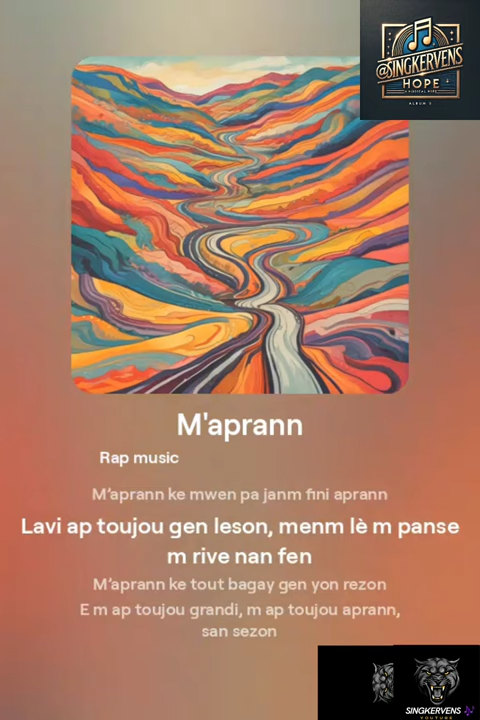 @SINGKERVENS
HOPE
ALBUM
M'aprann
Rap music
M'aprann ke mwen pa janm fini aprann
Lavi ap toujou gen leson, menm lè m panse
m rive nan fen
M'aprann ke tout bagay gen yon rezon
E m ap toujou grandi, m ap toujou aprann,
san sezon
SINGKERVENS
YOUTUBE